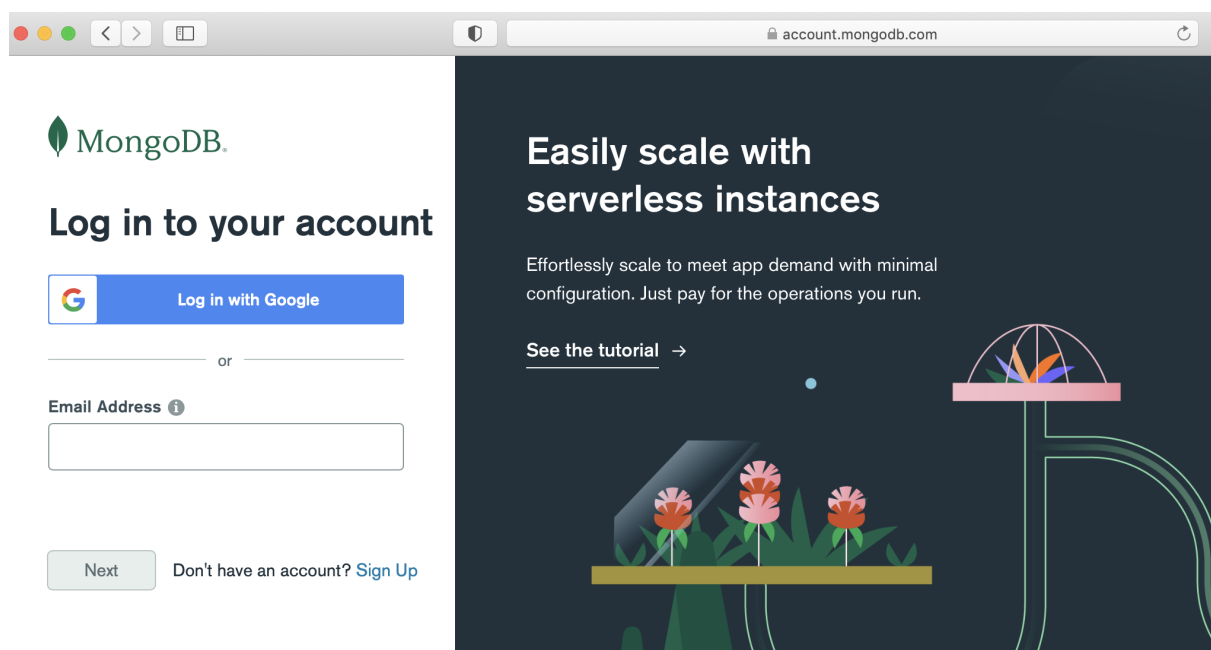 account.mongodb.com
MongoDB.
Log in to your account
G
Log in with Google
or
Email Address i
Next
Don't have an account? Sign Up
Easily scale with
serverless instances
Effortlessly scale to meet app demand with minimal
configuration. Just pay for the operations you run.
See the tutorial →